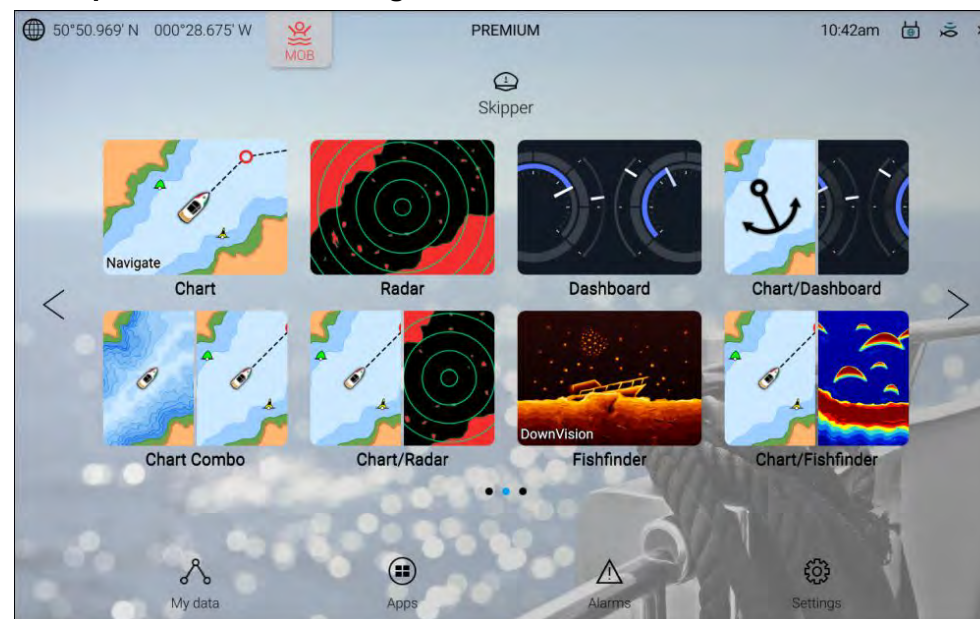 50°50.969' N 000°28.675' W
MOB
PREMIUM
10:42am
1
Skipper
Navigate
Chart
Radar
Dashboard
Chart/Dashboard
Chart Combo
Chart/Radar
DownVision
Fishfinder
Chart/Fishfinder
My data
Apps
Alarms
Settings